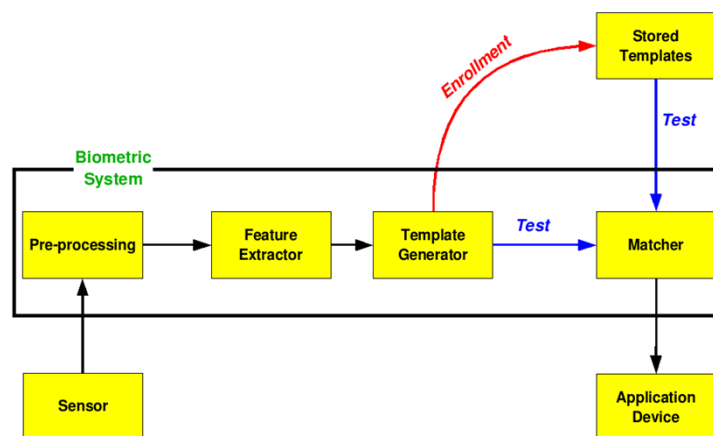 Stored
Templates
Enrollment
Test
Biometric
System
Pre-processing
Feature
Extractor
Template
Generator
Test
Matcher
Sensor
Application
Device